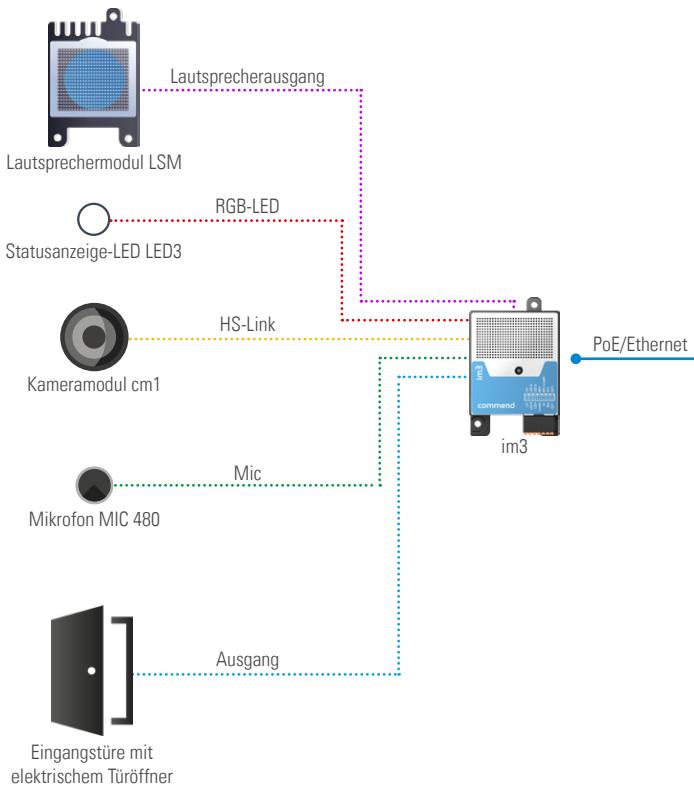 Lautsprecherausgang
Lautsprechermodul LSM
RGB-LED
Statusanzeige-LED LED3
HS-Link
Kameramodul cm1
PoE/Ethernet
im3
commend
im3
Mic
Mikrofon MIC 480
Ausgang
Eingangstüre mit
elektrischem Türöffner